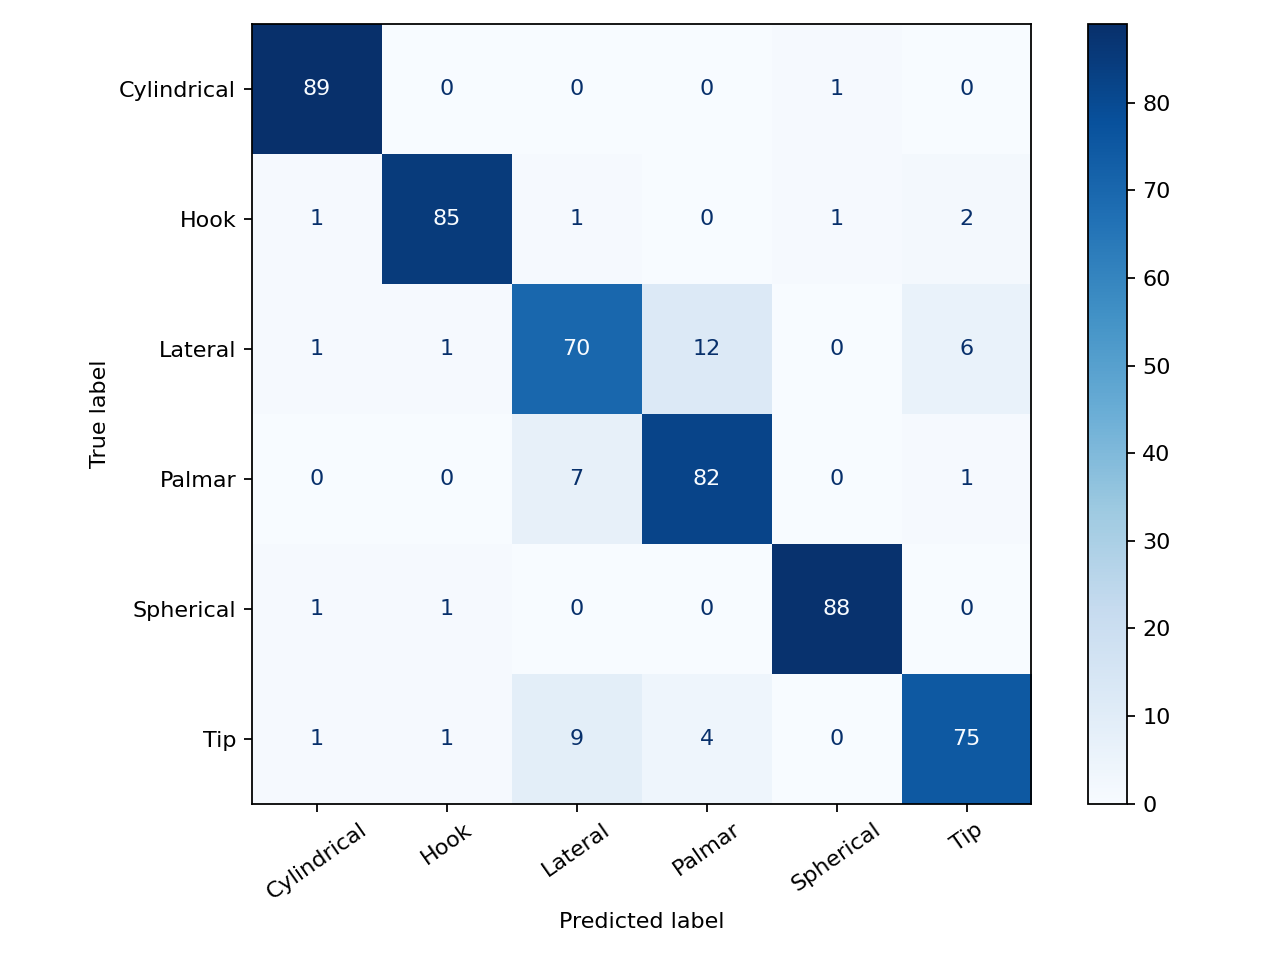 Cylindrical 89 0 0 0 1 0
Hook 1 85 1 0 1 2
Lateral 1 1 70 12 0 6
Palmar 0 0 7 82 0 1
Spherical 1 1 0 0 88 0
Tip 1 1 9 4 0 75
True label
Cylindrical Hook Lateral Palmar Spherical Tip
Predicted label
80
70
60
50
40
30
20
10
0